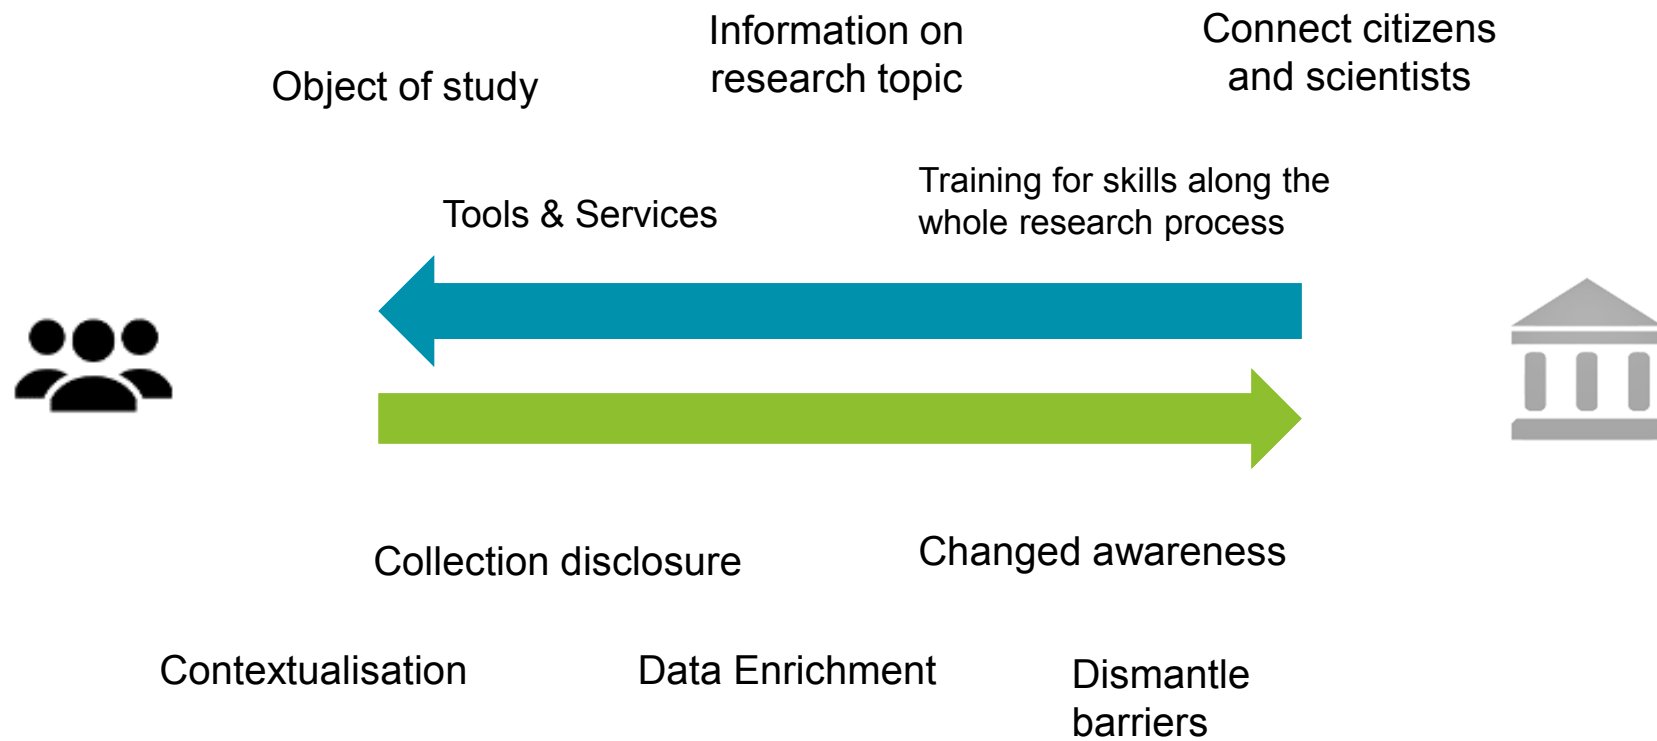 Object of study
Information on
research topic
Connect citizens
and scientists
Tools & Services
Training for skills along the
whole research process
Collection disclosure
Changed awareness
Contextualisation
Data Enrichment
Dismantle
barriers